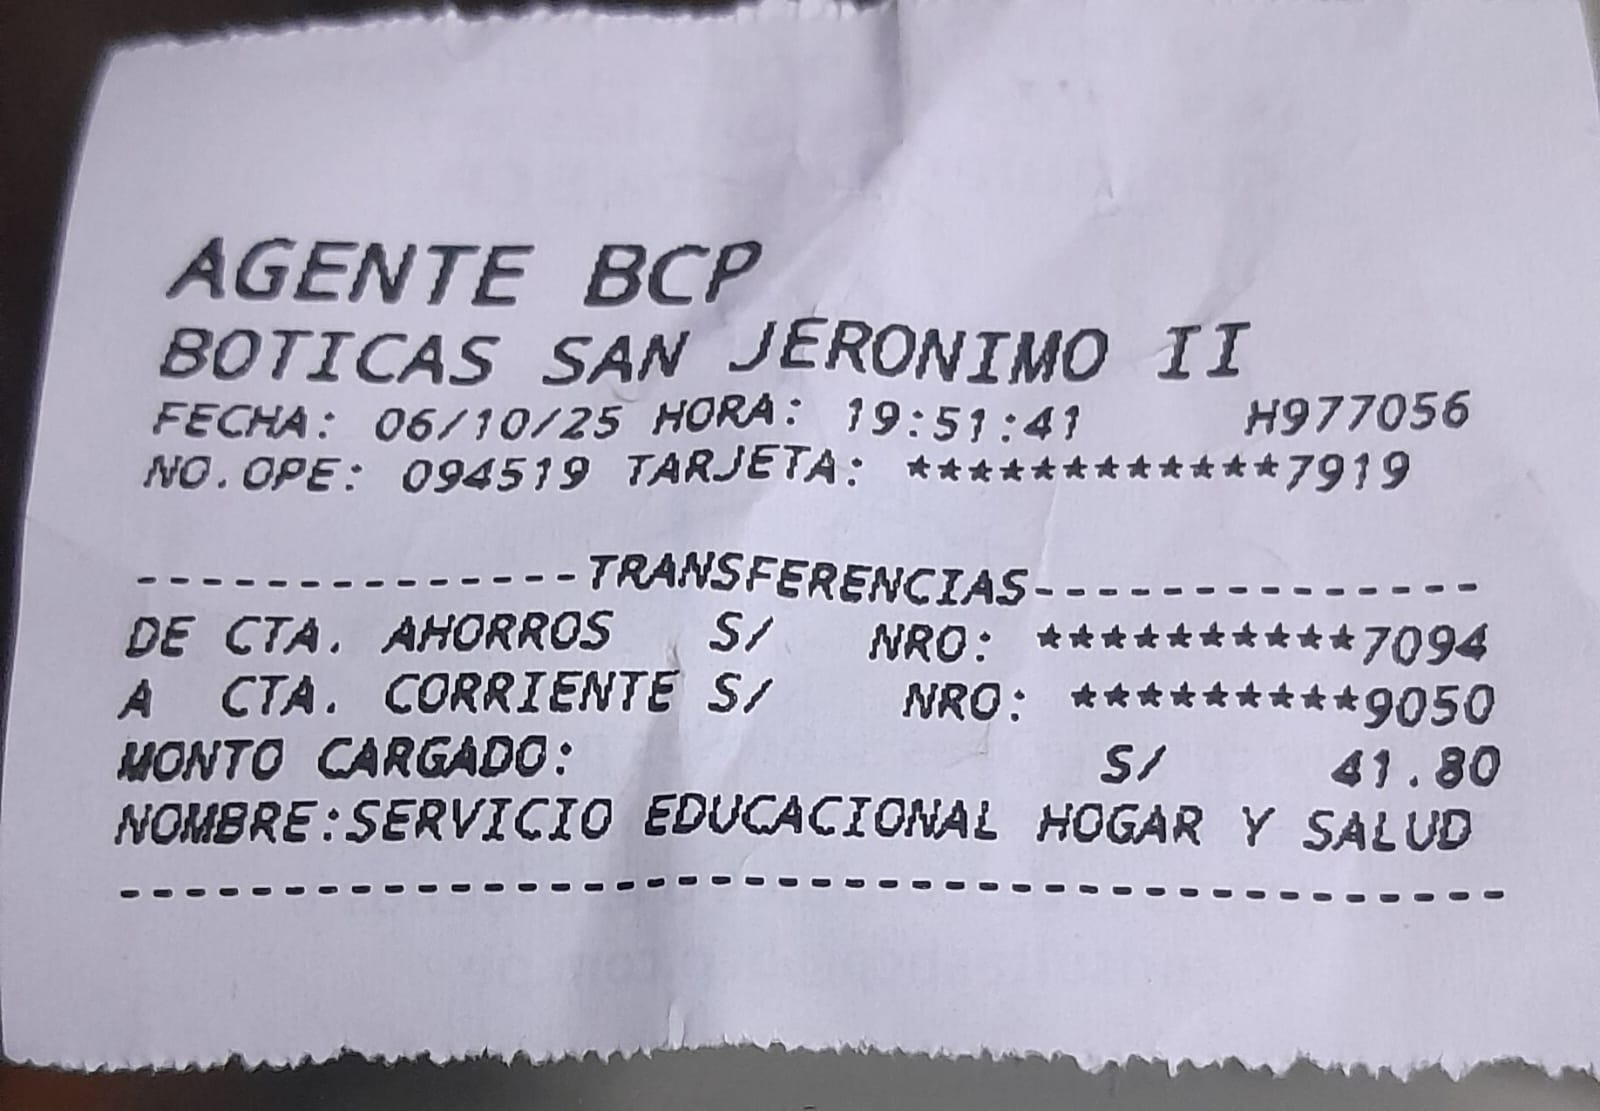 AGENTE BCP
BOTICAS SAN JERONIMO II
FECHA: 06/10/25 HORA: 19:51:41 H977056
NO.OPE: 094519 TARJETA: ************7919
--------------TRANSFERENCIAS--------------
DE CTA. AHORROS S/ NRO: **********7094
A CTA. CORRIENTE S/ NRO: *********9050
MONTO CARGADO: S/ 41.80
NOMBRE:SERVICIO EDUCACIONAL HOGAR Y SALUD
------------------------------------------